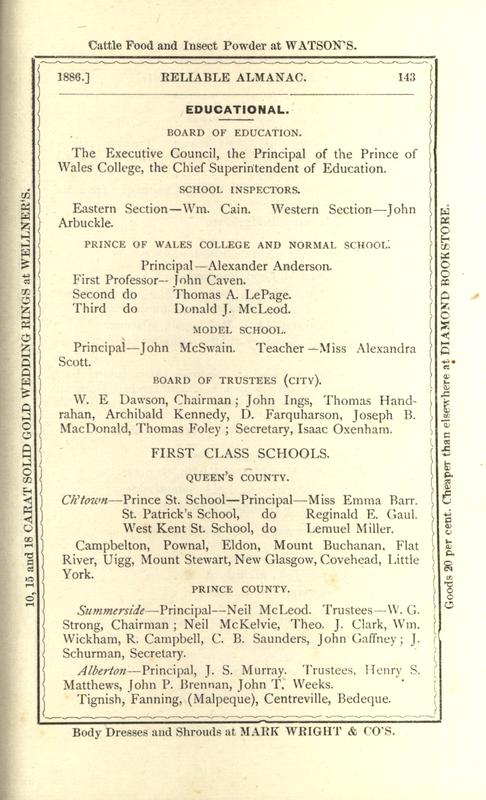 Cattle Food and Insect Powder at WATSON'S.
1886.] RELIABLE ALMANAC. 143
EDUCATIONAL.
BOARD OF EDUCATION.
The Executive Council, the Principal of the Prince of
Wales College, the Chief Superintendent of Education.
SCHOOL INSPECTORS.
Eastern Section—Wm. Cain. Western Section—John
Arbuckle.
PRINCE OF WALES COLLEGE AND NORMAL SCHOOL.
Principal—Alexander Anderson.
First Professor—John Caven.
Second do Thomas A. LePage.
Third do Donald J. McLeod.
MODEL SCHOOL.
Principal—John McSwain. Teacher—Miss Alexandra
Scott.
BOARD OF TRUSTEES (CITY).
W. E Dawson, Chairman; John Ings, Thomas Hand-
rahan, Archibald Kennedy, D. Farquharson, Joseph B.
MacDonald, Thomas Foley; Secretary, Isaac Oxenham.
FIRST CLASS SCHOOLS.
QUEEN'S COUNTY.
Ch'town—Prince St. School—Principal—Miss Emma Barr.
St. Patrick's School, do Reginald E. Gaul.
West Kent St. School, do Lemuel Miller.
Campbelton, Pownal, Eldon, Mount Buchanan, Flat
River, Uigg, Mount Stewart, New Glasgow, Covehead, Little
York.
PRINCE COUNTY.
Summerside—Principal—Neil McLeod. Trustees—W. G.
Strong, Chairman; Neil McKelvie, Theo. J. Clark, Wm.
Wickham, R. Campbell, C. B. Saunders, John Gaffney; J.
Schurman, Secretary.
Alberton—Principal, J. S. Murray. Trustees, Henry S.
Matthews, John P. Brennan, John T. Weeks.
Tignish, Fanning, (Malpeque), Centreville, Bedeque.
Body Dresses and Shrouds at MARK WRIGHT & CO'S.
10, 15 and 18 CARAT SOLID GOLD WEDDING RINGS at WELLNER'S.
Goods 20 per cent. Cheaper than elsewhere at DIAMOND BOOKSTORE.